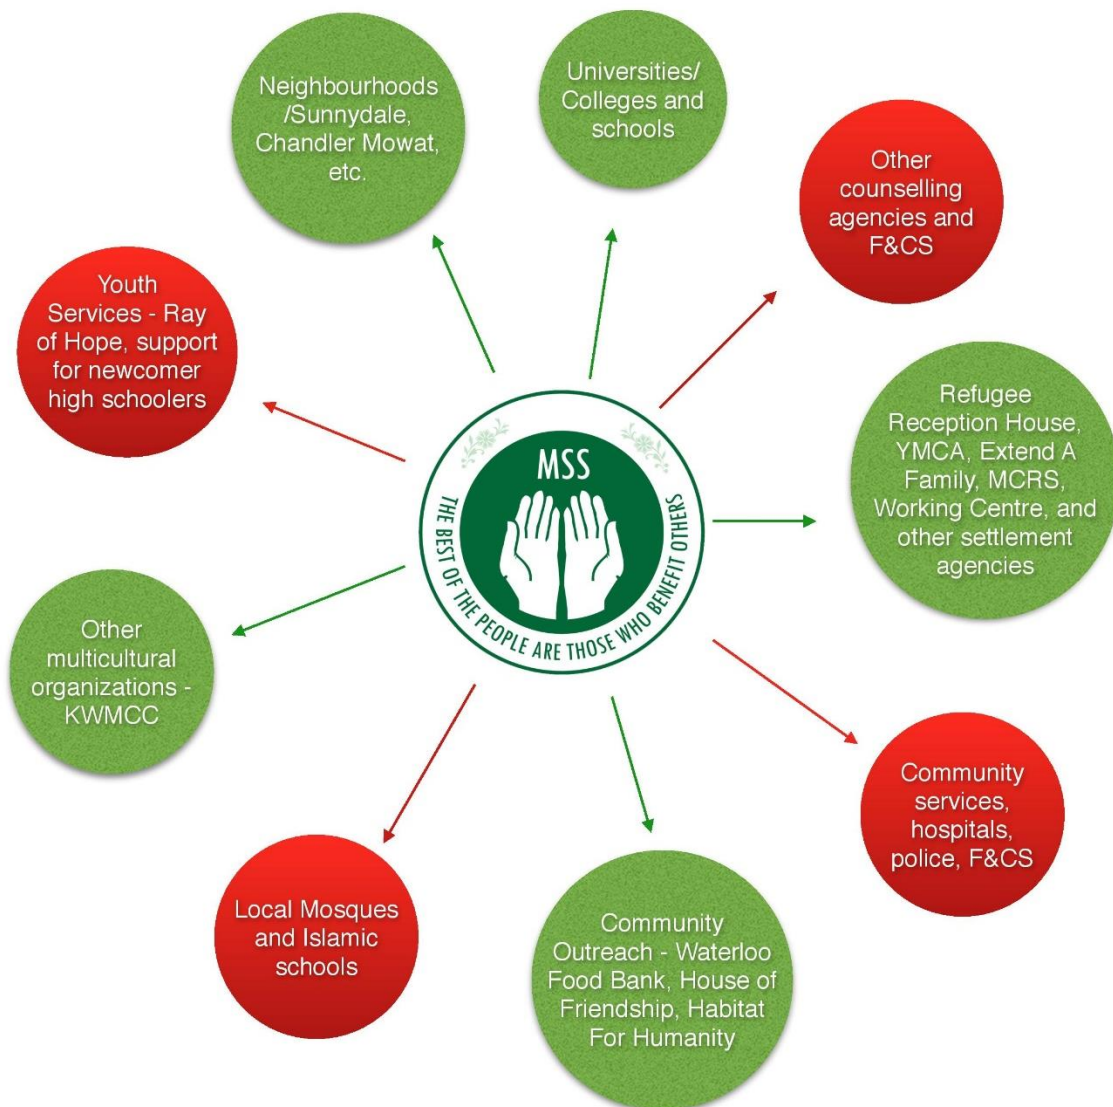 Neighbourhoods
/Sunnydale,
Chandler Mowat,
etc.
Universities/
Colleges and
schools
Other
counselling
agencies and
F&CS
Youth
Services - Ray
of Hope, support
for newcomer
high schoolers
Refugee
Reception House,
YMCA, Extend A
Family, MCRS,
Working Centre, and
other settlement
agencies
MSS
THE BEST OF THE PEOPLE ARE THOSE WHO BENEFIT OTHERS
Other
multicultural
organizations -
KWMCC
Community
services,
hospitals,
police, F&CS
Local Mosques
and Islamic
schools
Community
Outreach - Waterloo
Food Bank, House of
Friendship, Habitat
For Humanity